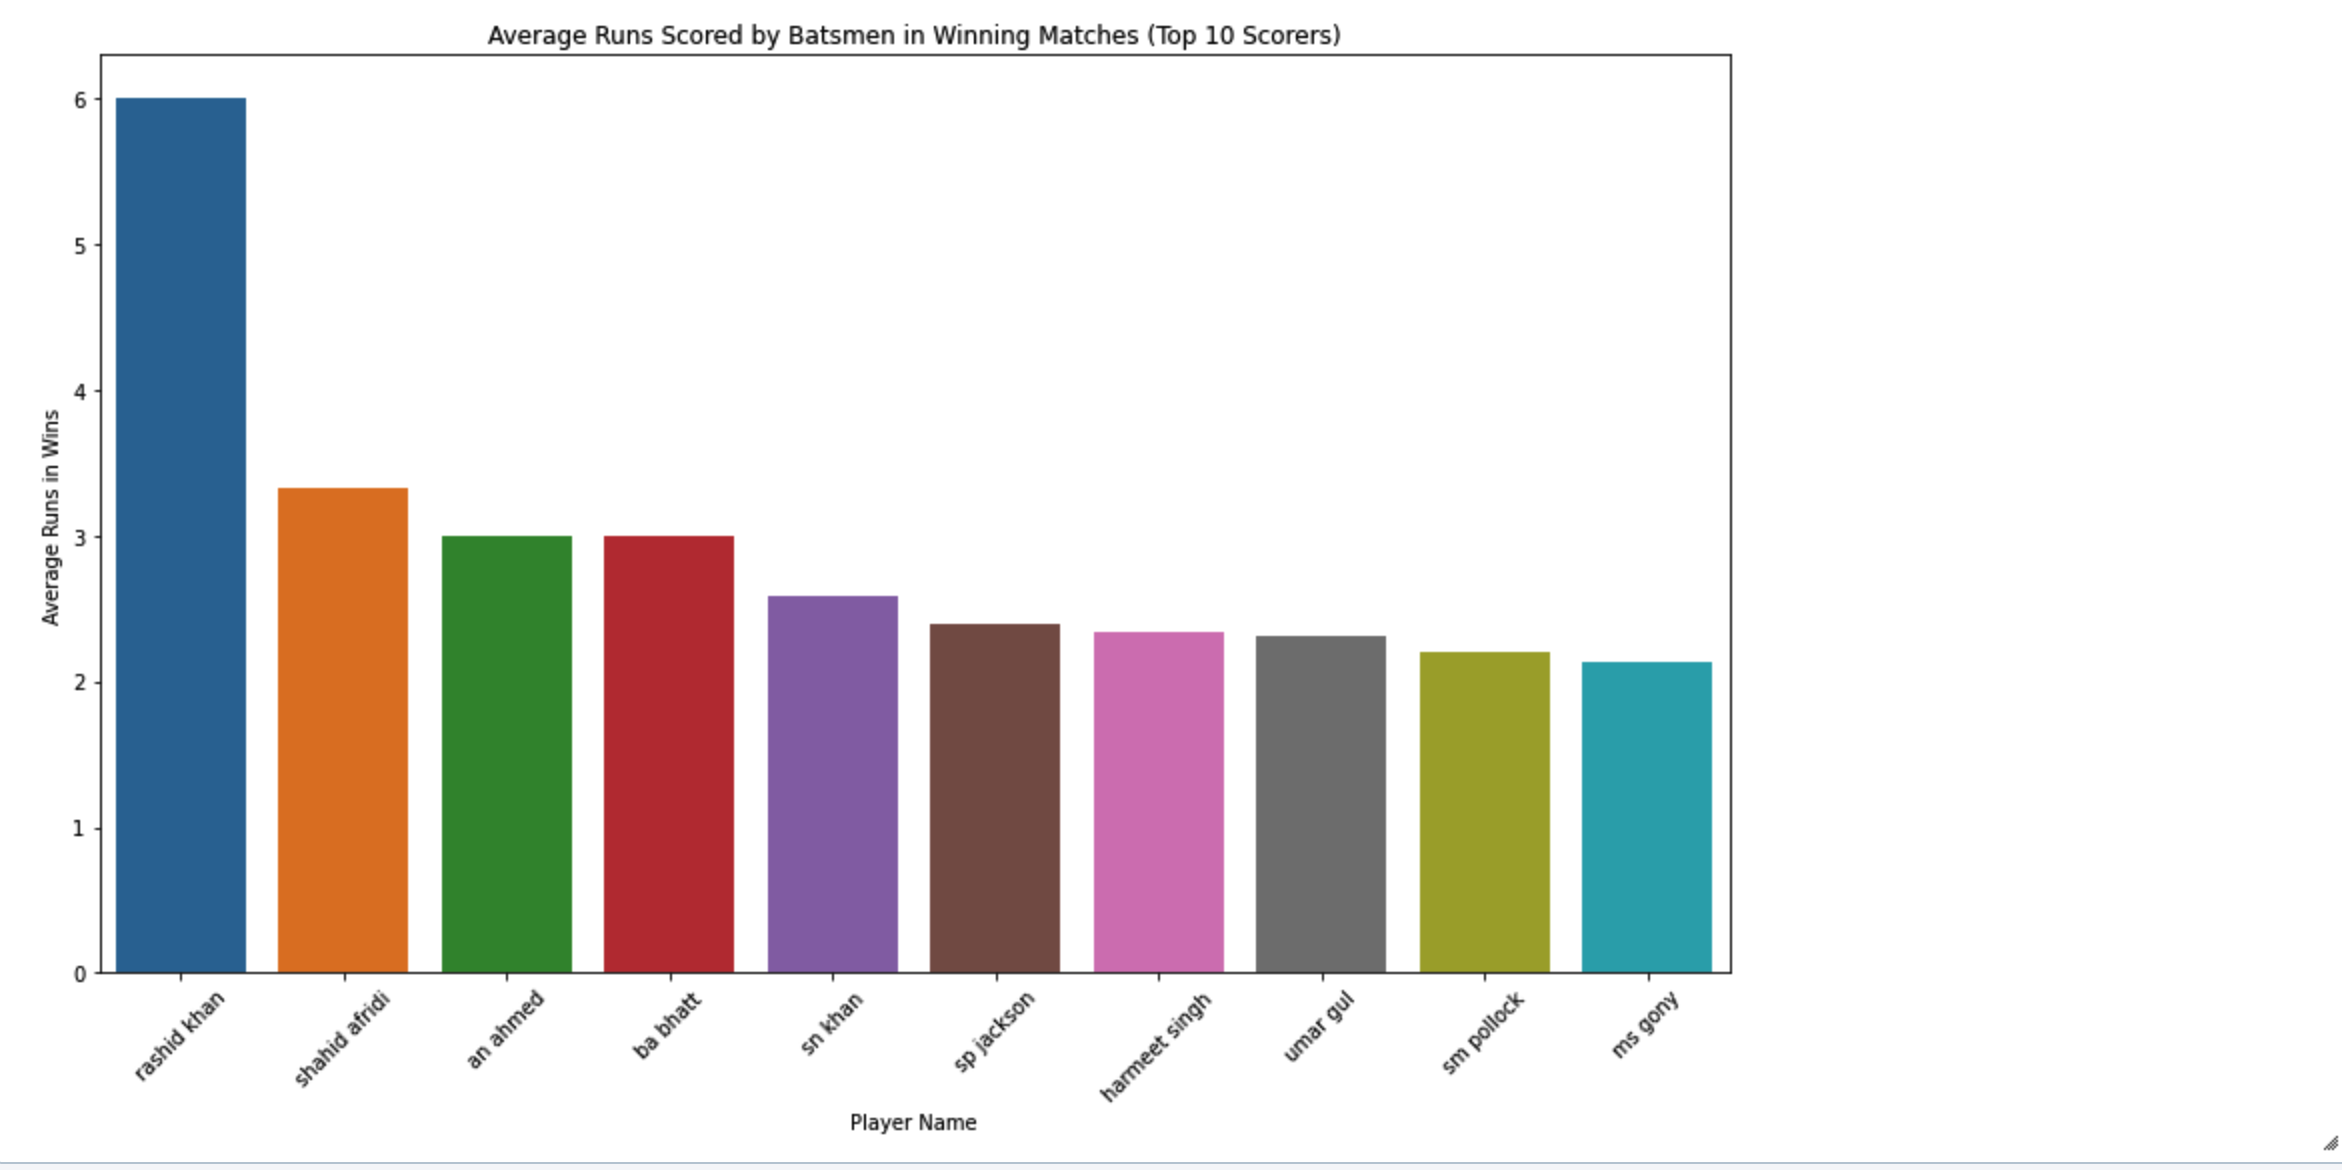 Average Runs Scored by Batsmen in Winning Matches (Top 10 Scorers)
Average Runs in Wins
6
5
4
3
2
1
0
rashid khan
shahid afridi
an ahmed
ba bhatt
sn khan
sp jackson
harmeet singh
umar gul
sm pollock
ms gony
Player Name